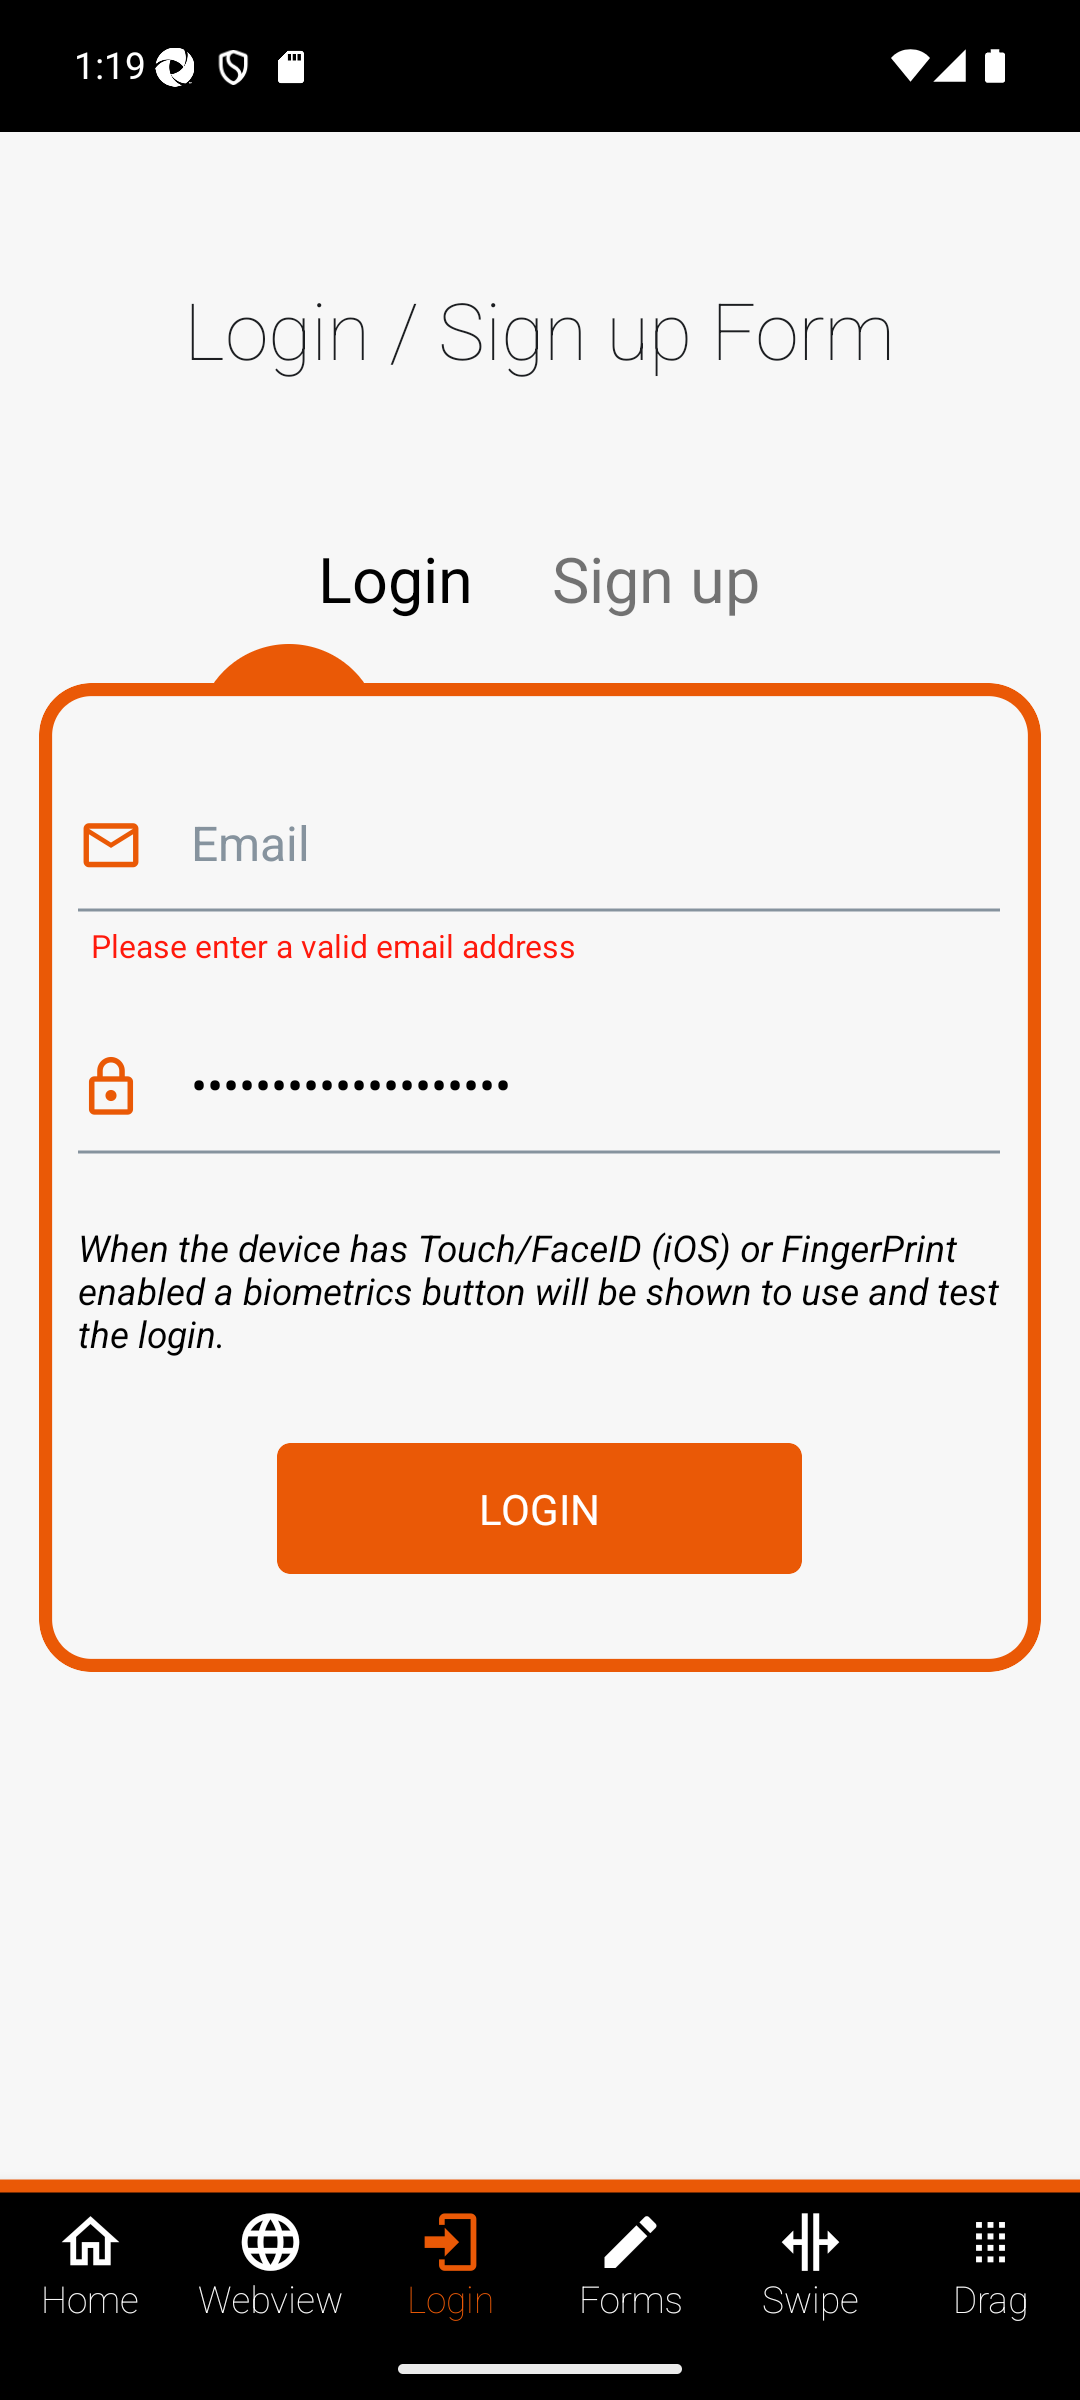 1:19
Login / Sign up Form
Login Sign up
Email
Please enter a valid email address
••••••••••••••••••••
When the device has Touch/FaceID (iOS) or FingerPrint
enabled a biometrics button will be shown to use and test
the login.
LOGIN
Home Webview Login Forms Swipe Drag